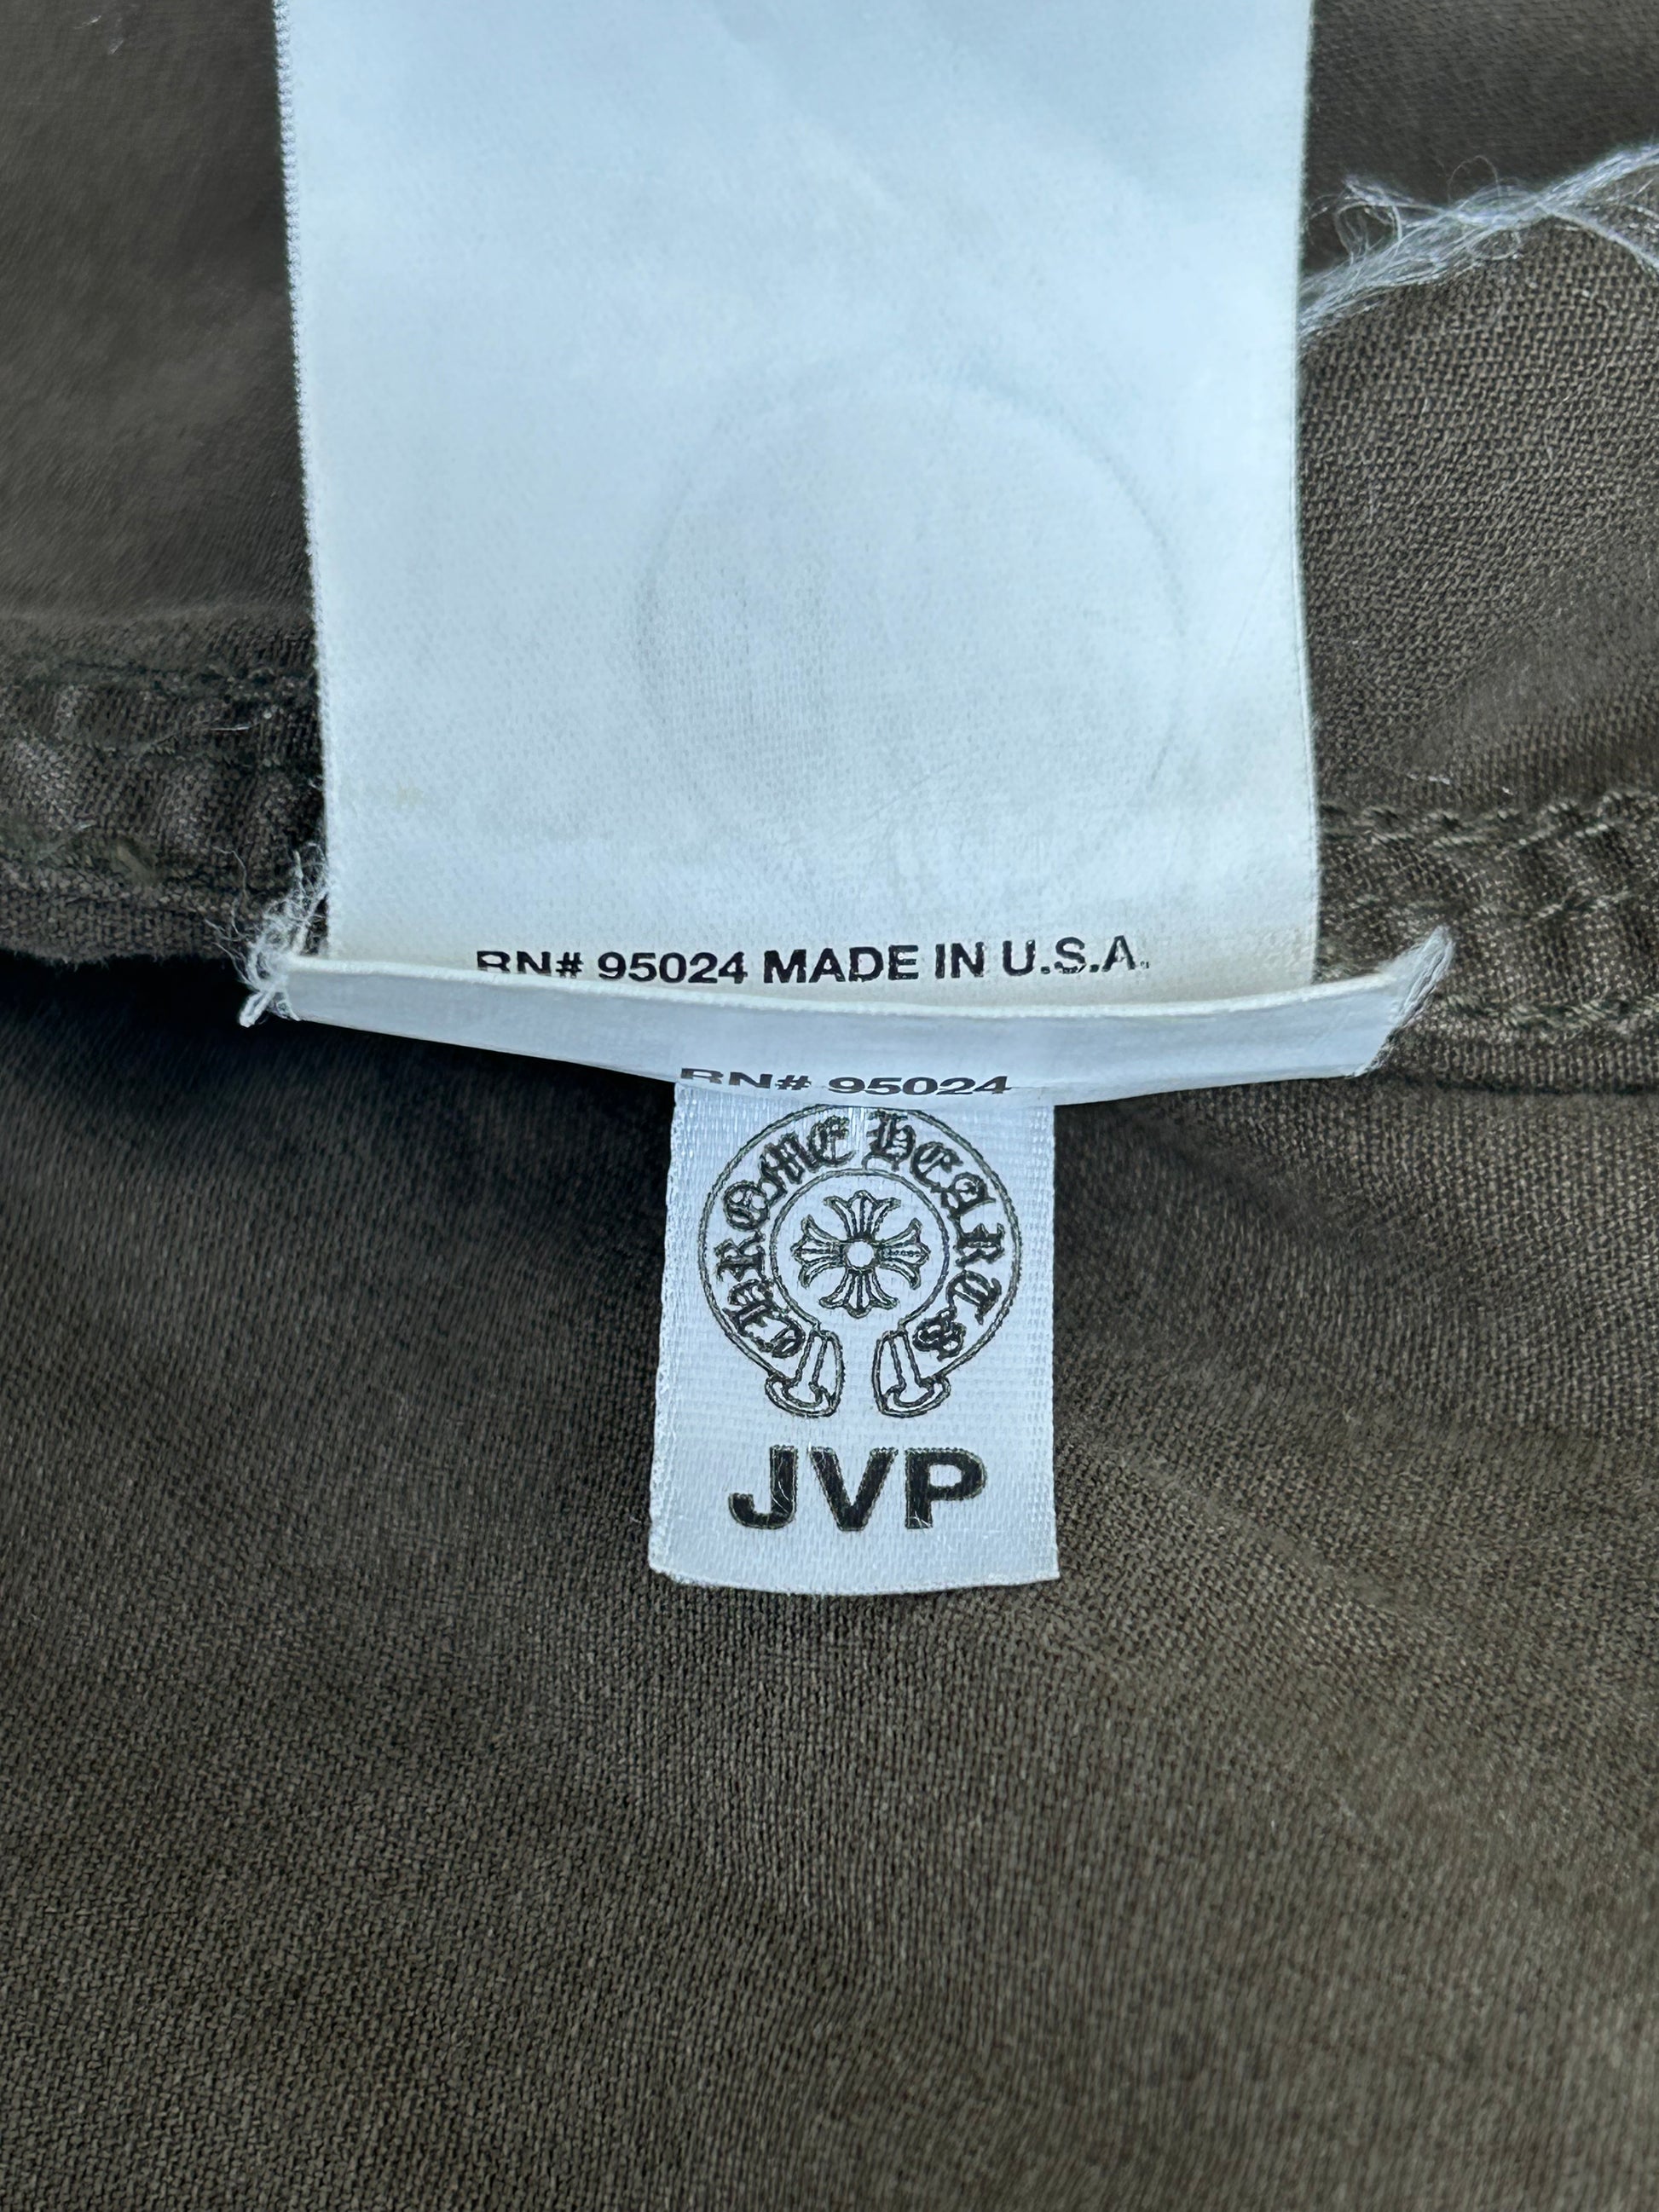 RN# 95024 MADE IN U.S.A.
RN# 95024
CHROME HEARTS
JVP